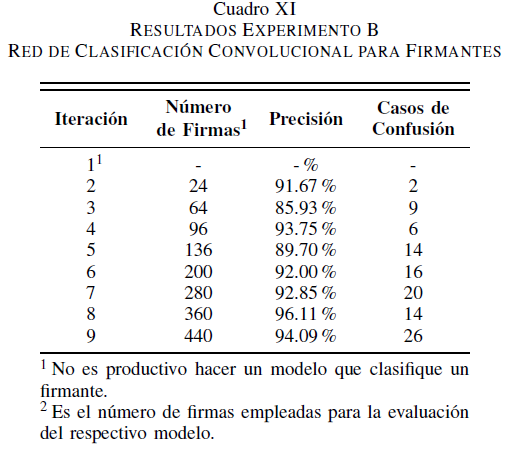 Cuadro XI
RESULTADOS EXPERIMENTO B
RED DE CLASIFICACIÓN CONVOLUCIONAL PARA FIRMANTES
Iteración Número de Firmas¹ Precisión Casos de Confusión
1¹ - - % -
2 24 91.67 % 2
3 64 85.93 % 9
4 96 93.75 % 6
5 136 89.70 % 14
6 200 92.00 % 16
7 280 92.85 % 20
8 360 96.11 % 14
9 440 94.09 % 26
¹ No es productivo hacer un modelo que clasifique un
firmante.
² Es el número de firmas empleadas para la evaluación
del respectivo modelo.